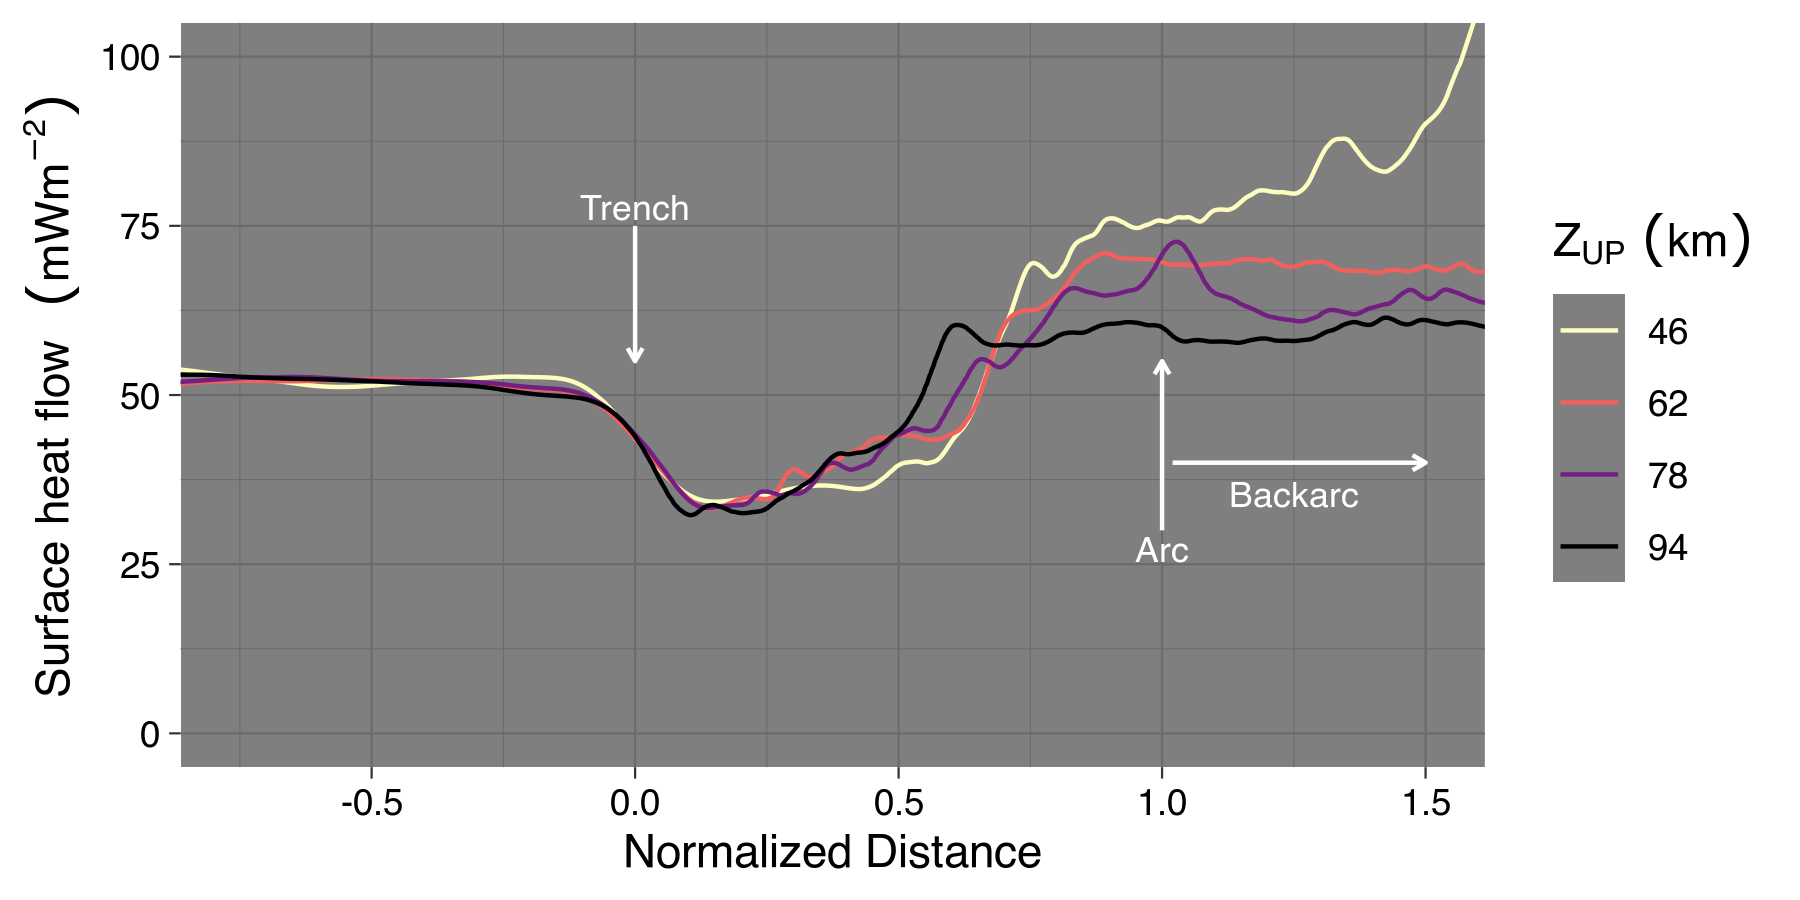 Surface heat flow (mWm−2)
100
75
50
25
0
Trench
Backarc
Arc
-0.5 0.0 0.5 1.0 1.5
Normalized Distance
ZUP (km)
46
62
78
94